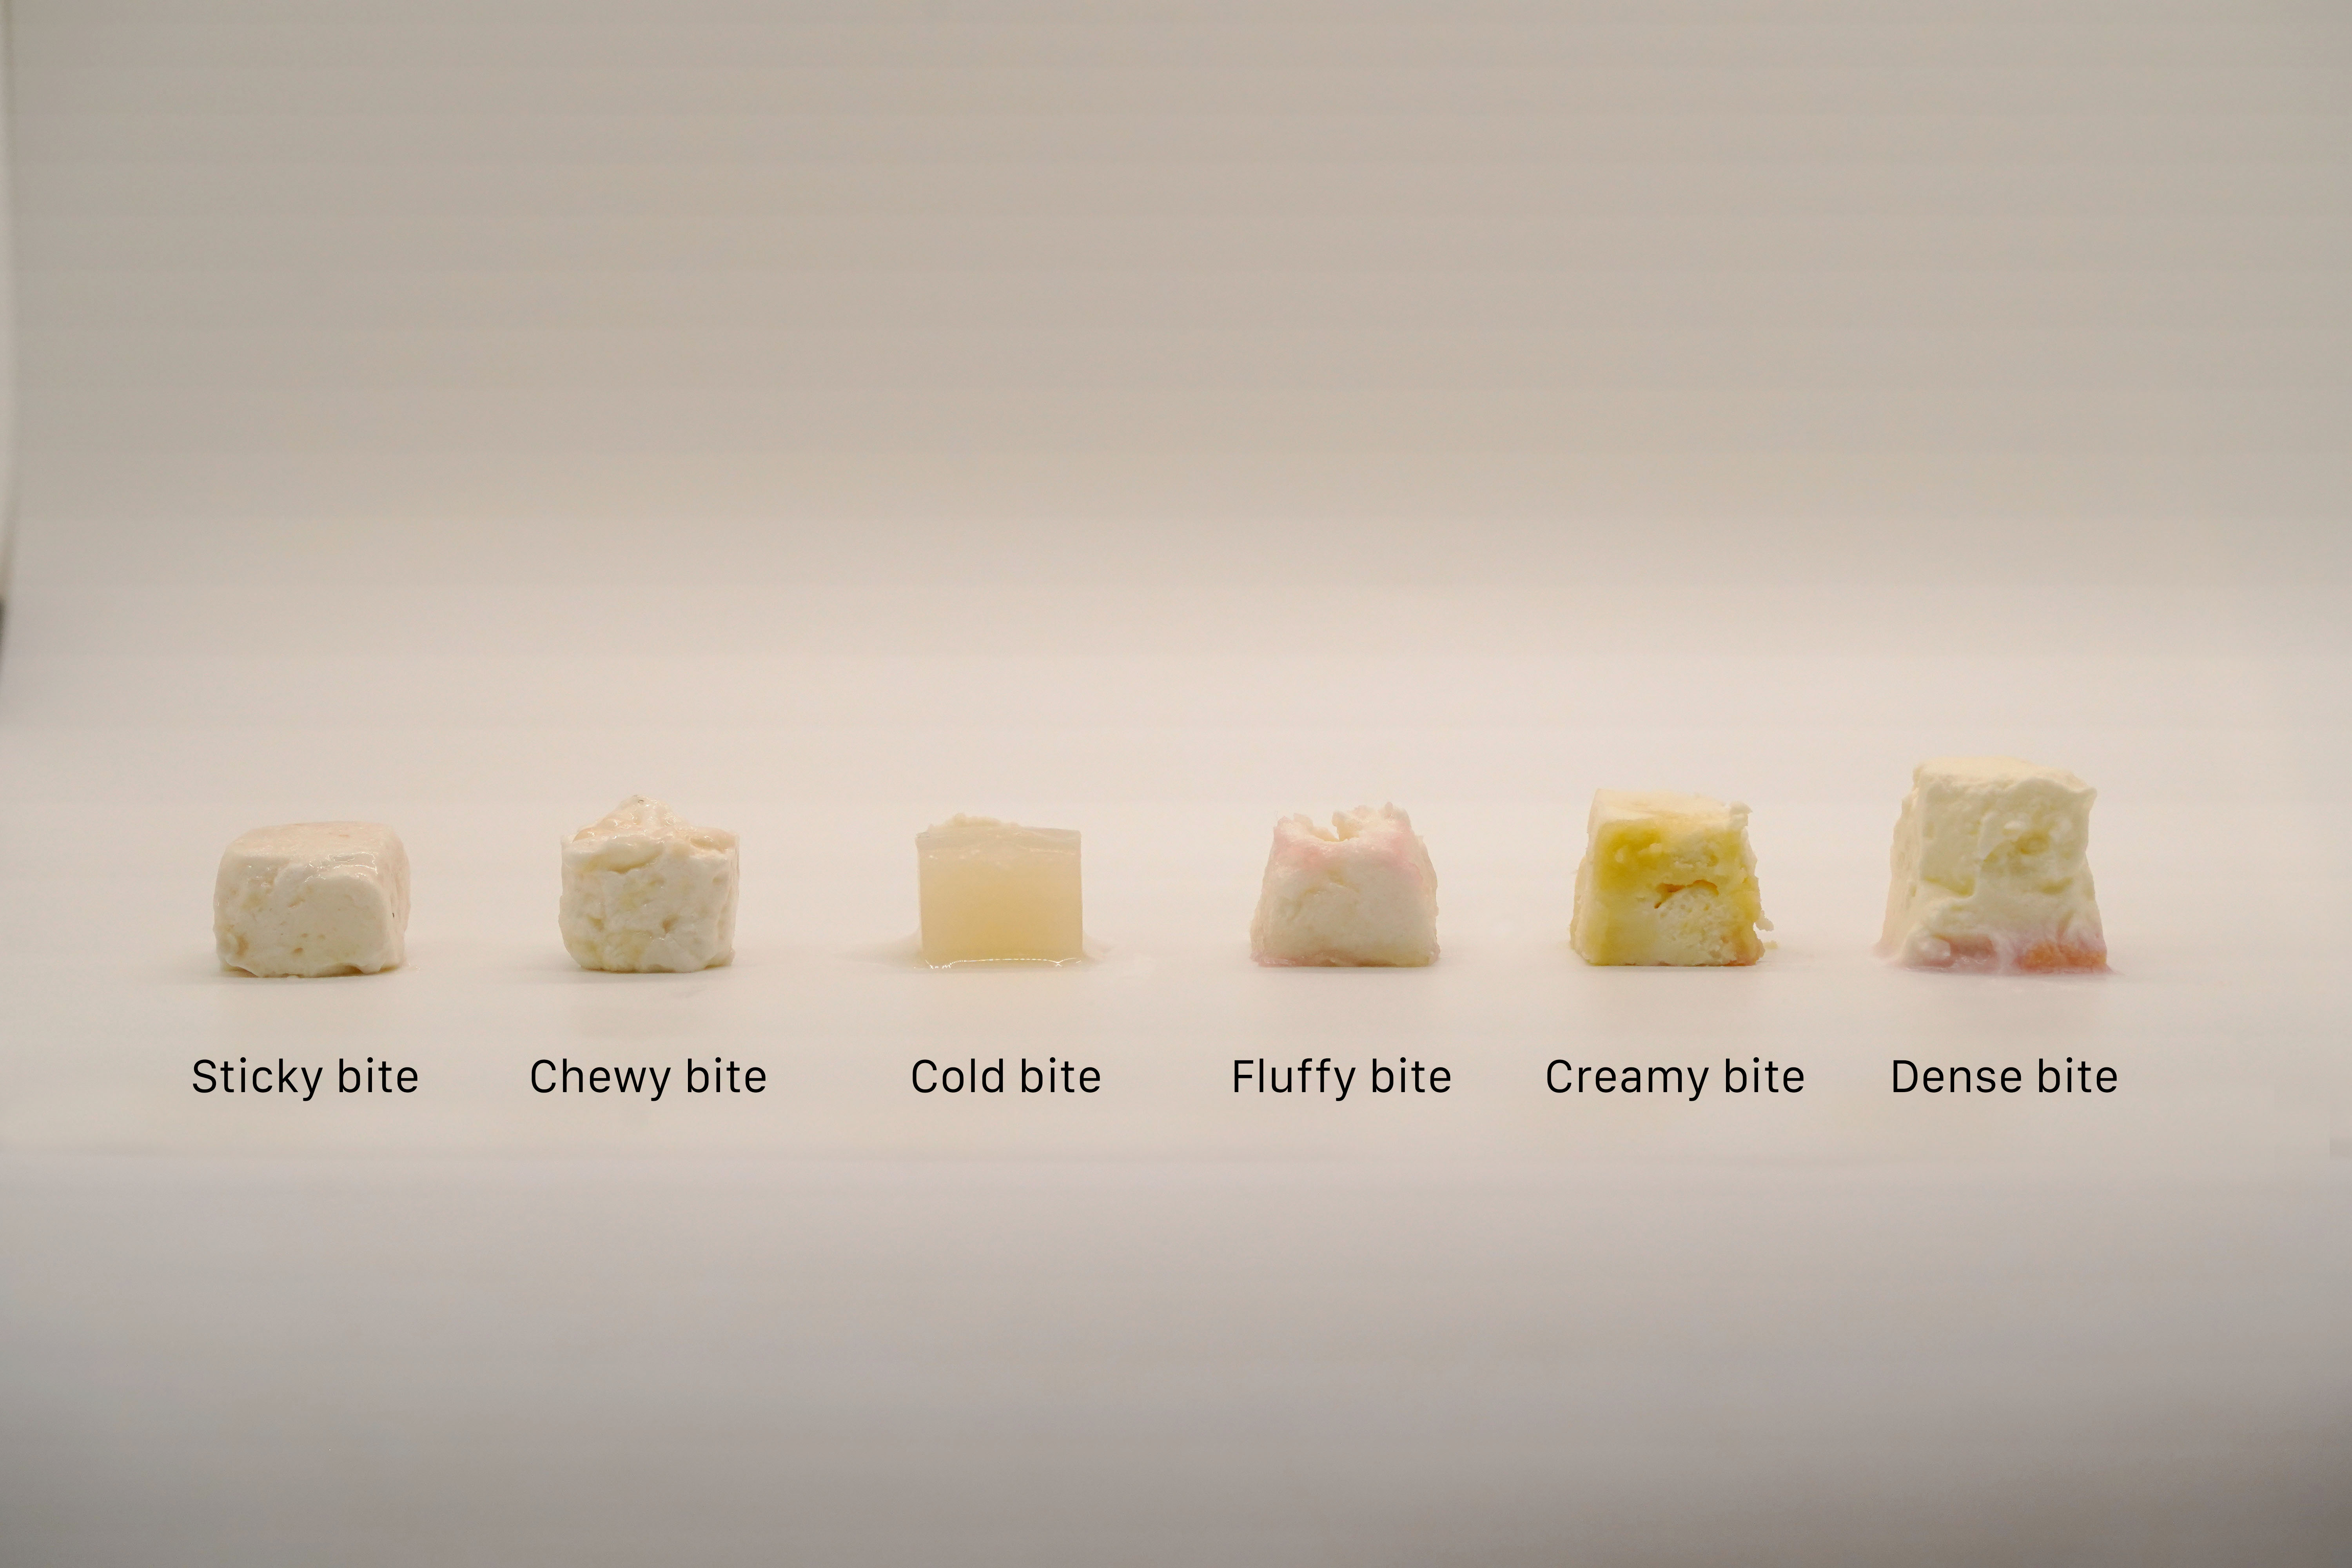 Sticky bite
Chewy bite
Cold bite
Fluffy bite
Creamy bite
Dense bite